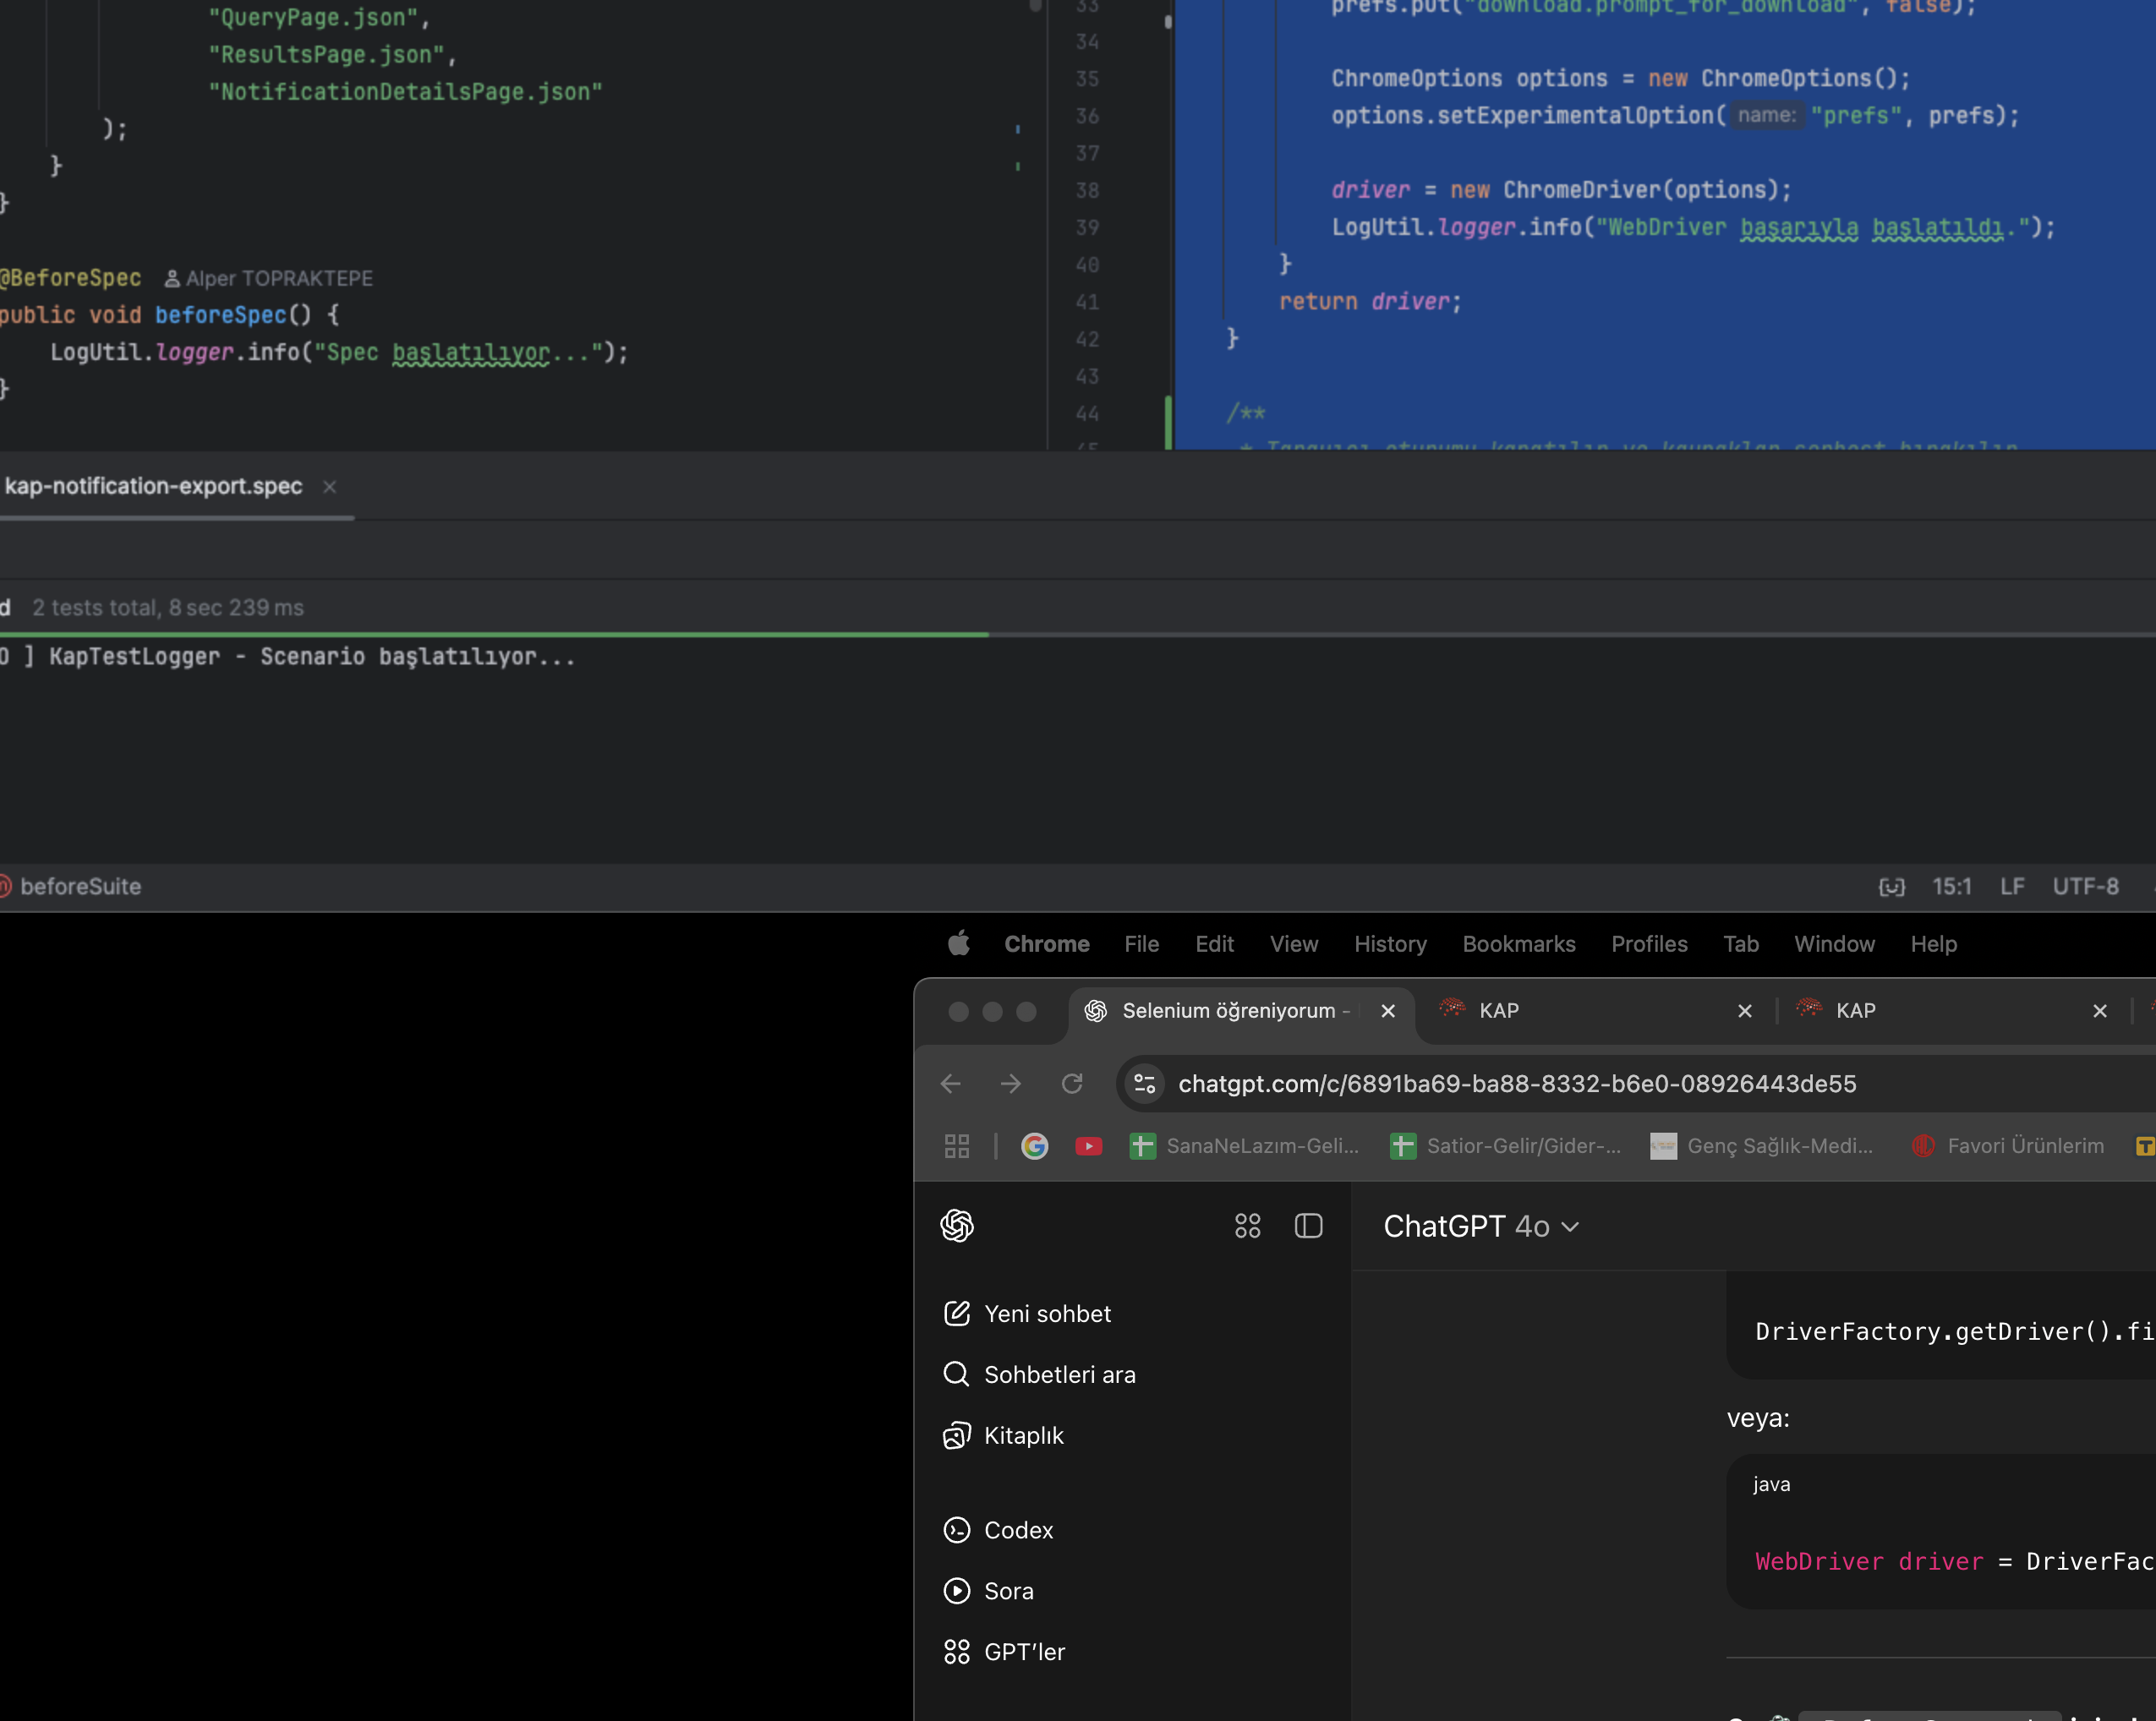 "QueryPage.json",
"ResultsPage.json",
"NotificationDetailsPage.json"
);
}
}
@BeforeSpec Alper TOPRAKTEPE
public void beforeSpec() {
LogUtil.logger.info("Spec başlatılıyor...");
}
33 prefs.put("download.prompt_for_download", false);
34
35 ChromeOptions options = new ChromeOptions();
36 options.setExperimentalOption( name: "prefs", prefs);
37
38 driver = new ChromeDriver(options);
39 LogUtil.logger.info("WebDriver başarıyla başlatıldı.");
40 }
41 return driver;
42 }
43
44 /**
45
kap-notification-export.spec
d 2 tests total, 8 sec 239 ms
O ] KapTestLogger - Scenario başlatılıyor...
beforeSuite
15:1 LF UTF-8
Chrome File Edit View History Bookmarks Profiles Tab Window Help
Selenium öğreniyorum - KAP KAP
chatgpt.com/c/6891ba69-ba88-8332-b6e0-08926443de55
SanaNeLazım-Geli... Satior-Gelir/Gider-... Genç Sağlık-Medi... Favori Ürünlerim
ChatGPT 4o
Yeni sohbet
Sohbetleri ara
Kitaplık
Codex
Sora
GPT'ler
DriverFactory.getDriver().fi
veya:
java
WebDriver driver = DriverFac